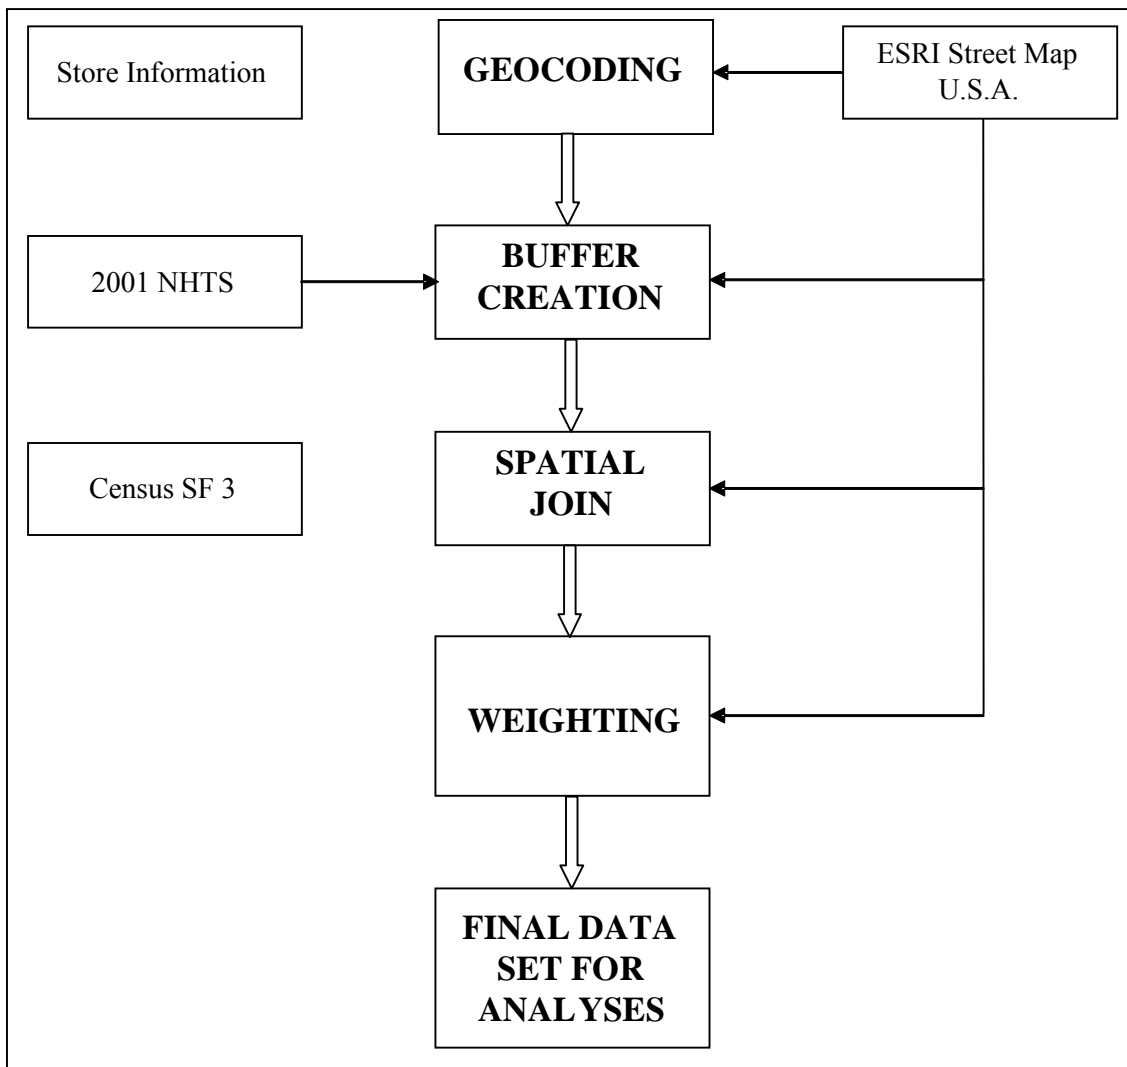 Store Information
GEOCODING
ESRI Street Map
U.S.A.
2001 NHTS
BUFFER
CREATION
Census SF 3
SPATIAL
JOIN
WEIGHTING
FINAL DATA
SET FOR
ANALYSES